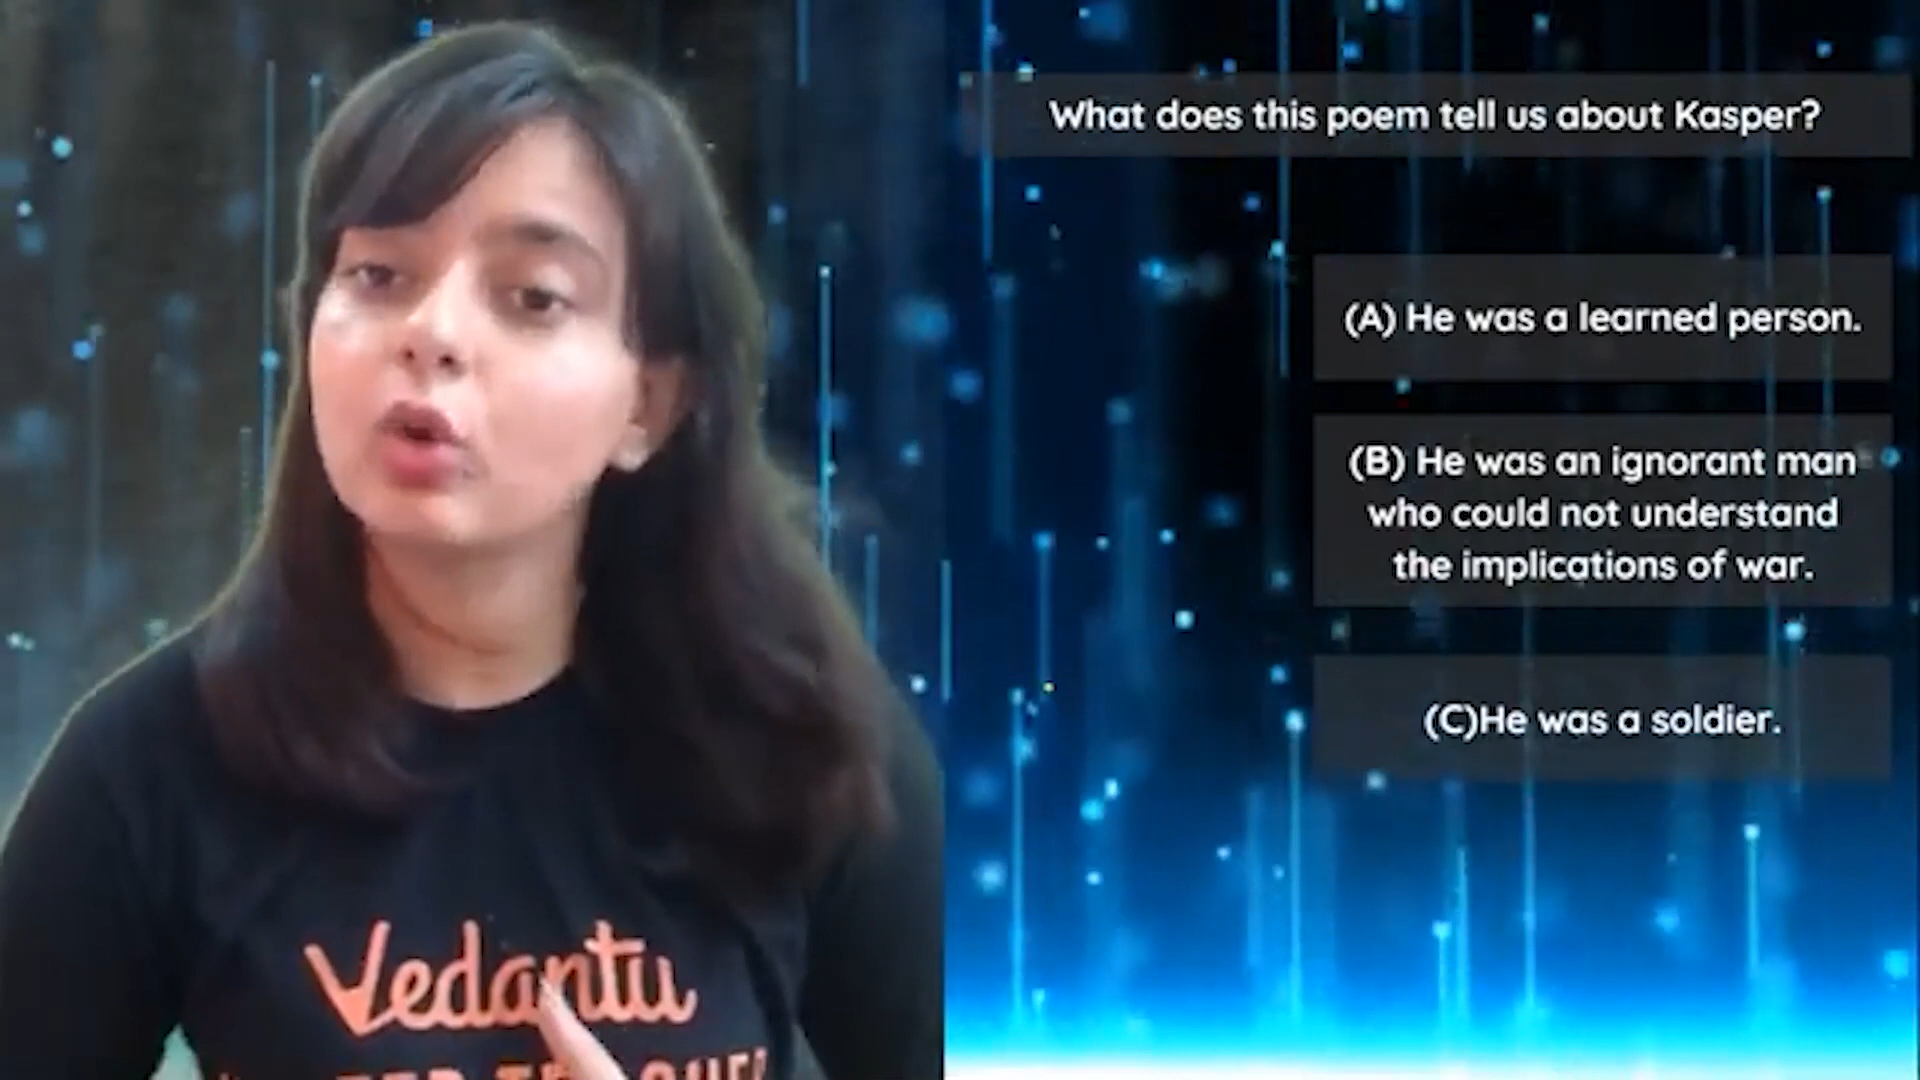 What does this poem tell us about Kasper?
(A) He was a learned person.
(B) He was an ignorant man
who could not understand
the implications of war.
(C)He was a soldier.
Vedantu